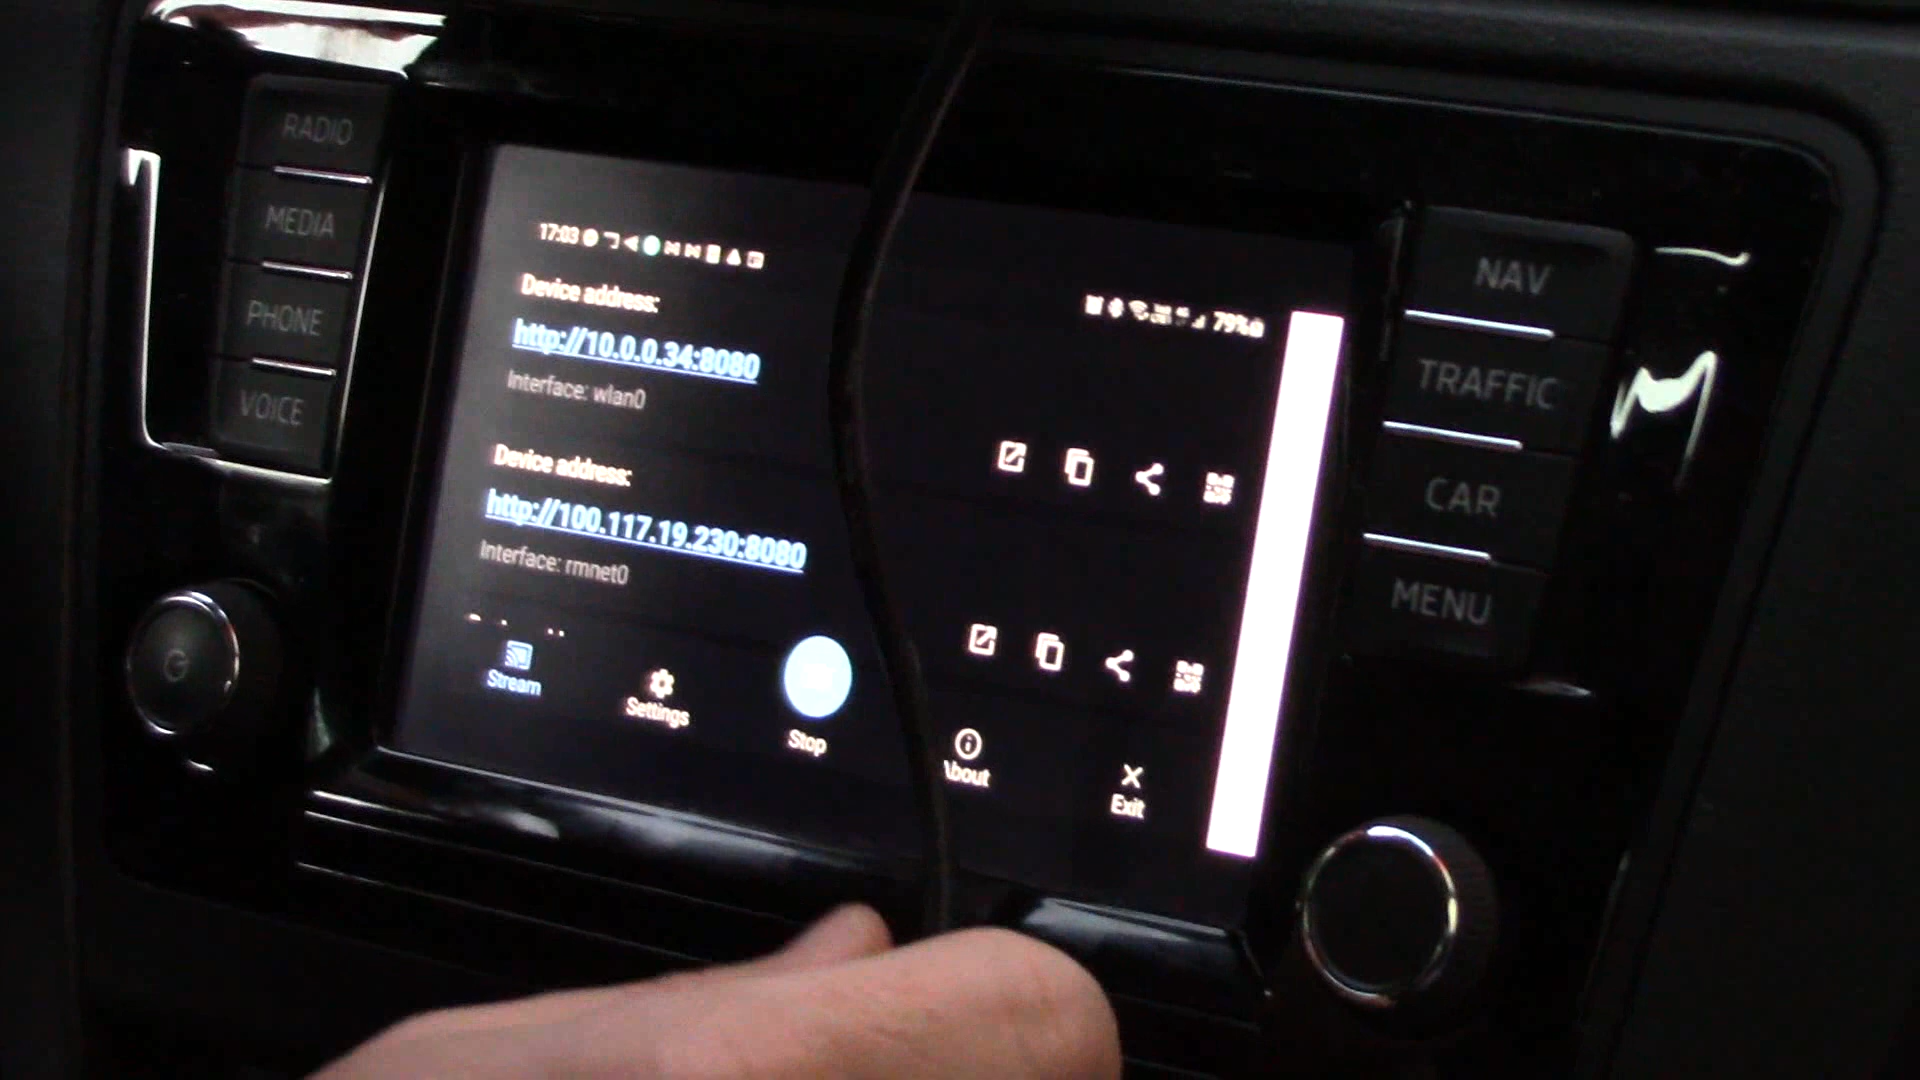 RADIO
MEDIA
PHONE
VOICE
17:03
79%
Device address:
http://10.0.0.34:8080
Interface: wlan0
Device address:
http://100.117.19.230:8080
Interface: rmnet0
Stream
Settings
Stop
About
Exit
NAV
TRAFFIC
CAR
MENU